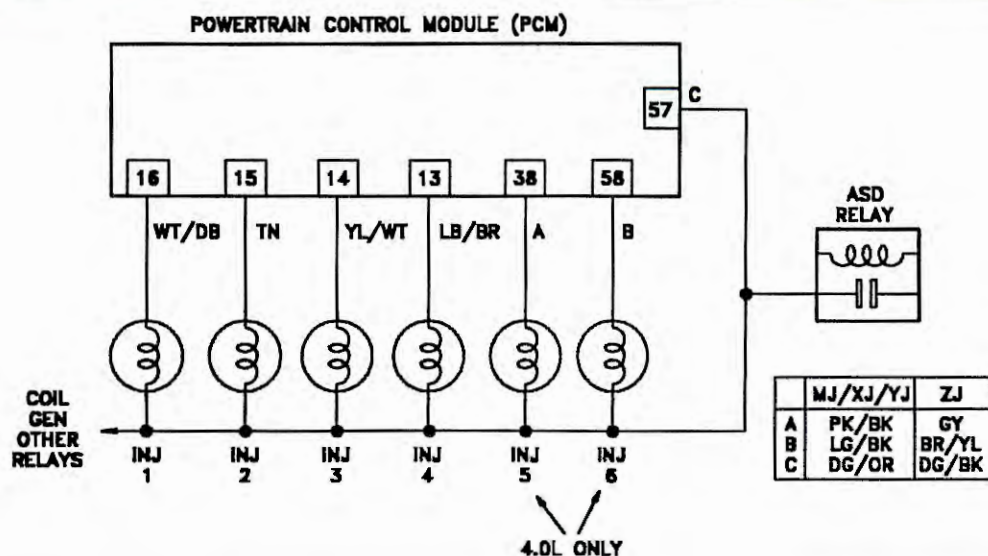 POWERTRAIN CONTROL MODULE (PCM)
57 C
16 15 14 13 38 58
WT/DB TN YL/WT LB/BR A B
ASD
RELAY
COIL
GEN
OTHER
RELAYS
INJ
1
INJ
2
INJ
3
INJ
4
INJ
5
INJ
6
4.0L ONLY
MJ/XJ/YJ ZJ
A PK/BK GY
B LG/BK BR/YL
C DG/OR DG/BK